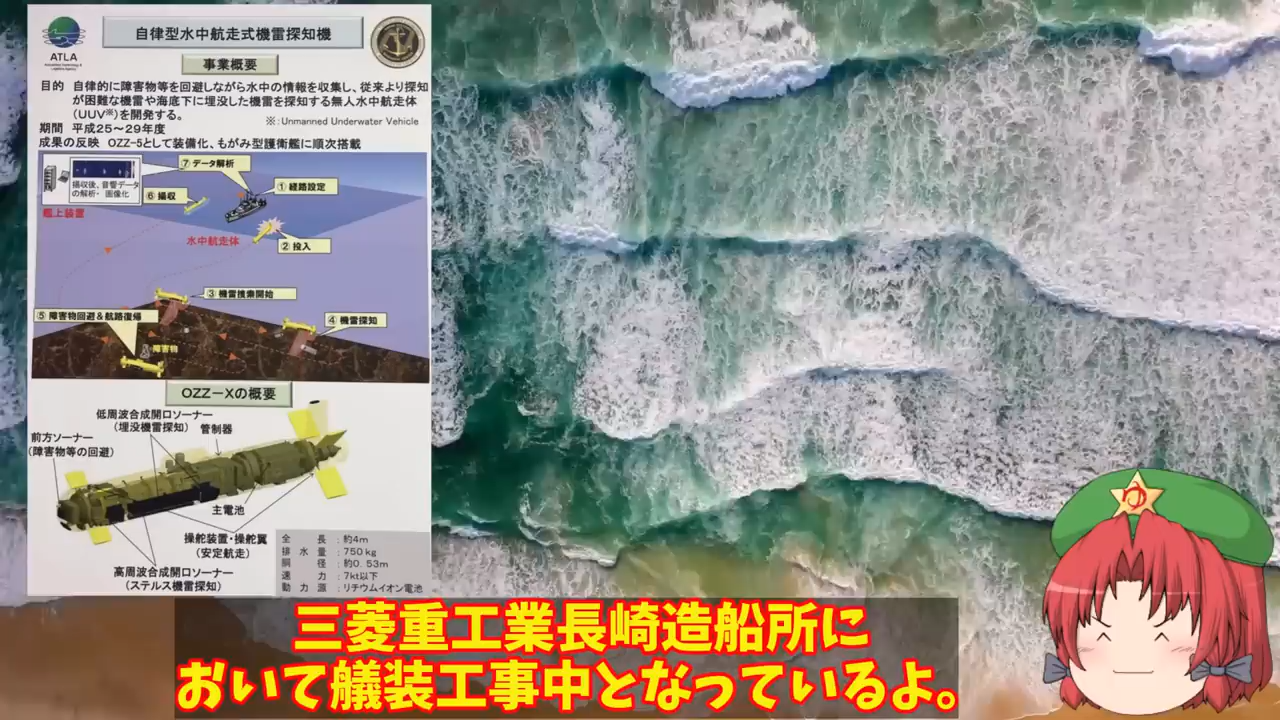 ATLA
自律型水中航走式機雷探知機
事業概要
目的 自律的に障害物等を回避しながら水中の情報を収集し、従来より探知
が困難な機雷や海底下に埋没した機雷を探知する無人水中航走体
(UUV※)を開発する。
※:Unmanned Underwater Vehicle
期間 平成25~29年度
成果の反映 OZZ-5として装備化、もがみ型護衛艦に順次搭載
⑦データ解析
揚収後、音響データ
の解析・画像化
⑥揚収
①経路設定
艦上装置
水中航走体
②投入
③機雷捜索開始
⑤障害物回避&航路復帰
④機雷探知
障害物
OZZ-Xの概要
低周波合成開口ソーナー
(埋没機雷探知)
管制器
前方ソーナー
(障害物等の回避)
主電池
操舵装置・操舵翼
(安定航走)
高周波合成開口ソーナー
(ステルス機雷探知)
全長:約4m
排水量:750kg
胴径:約0.53m
速力:7kt以下
動力源:リチウムイオン電池
三菱重工業長崎造船所に
おいて艤装工事中となっているよ。